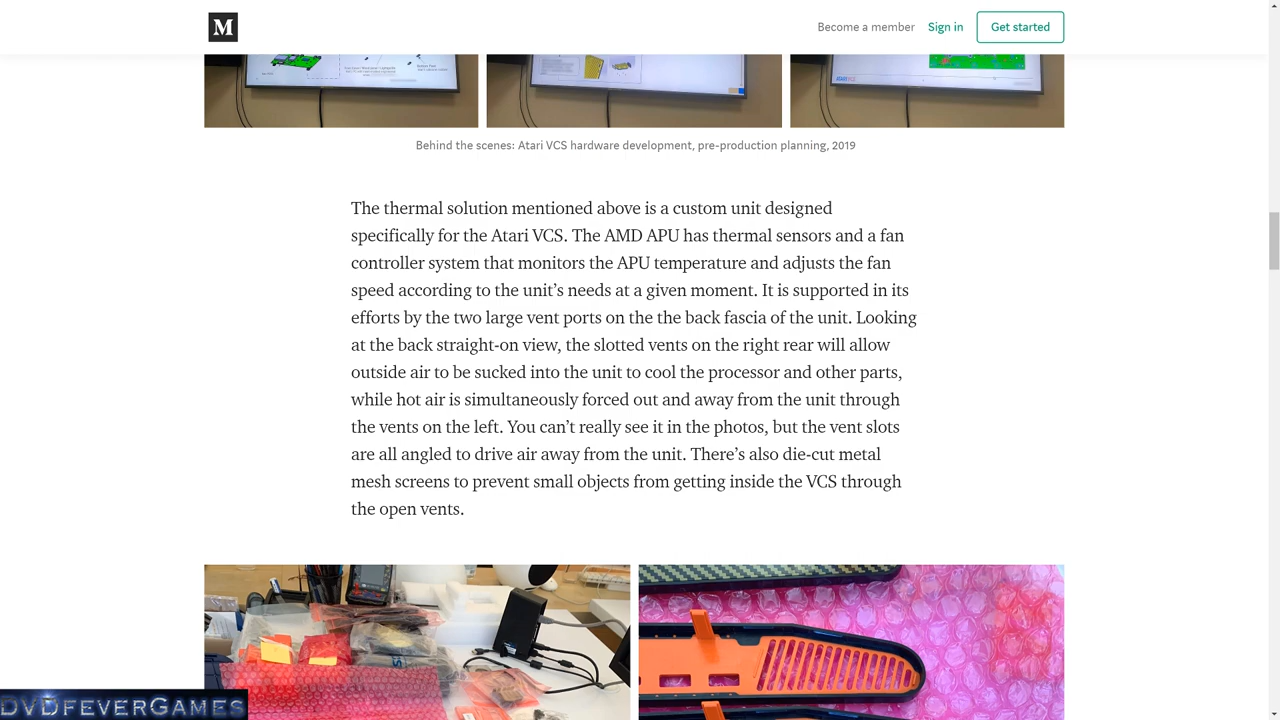 M
Become a member
Sign in
Get started
ATARI VCS
Behind the scenes: Atari VCS hardware development, pre-production planning, 2019
The thermal solution mentioned above is a custom unit designed
specifically for the Atari VCS. The AMD APU has thermal sensors and a fan
controller system that monitors the APU temperature and adjusts the fan
speed according to the unit’s needs at a given moment. It is supported in its
efforts by the two large vent ports on the the back fascia of the unit. Looking
at the back straight-on view, the slotted vents on the right rear will allow
outside air to be sucked into the unit to cool the processor and other parts,
while hot air is simultaneously forced out and away from the unit through
the vents on the left. You can’t really see it in the photos, but the vent slots
are all angled to drive air away from the unit. There’s also die-cut metal
mesh screens to prevent small objects from getting inside the VCS through
the open vents.
DVDfeverGames